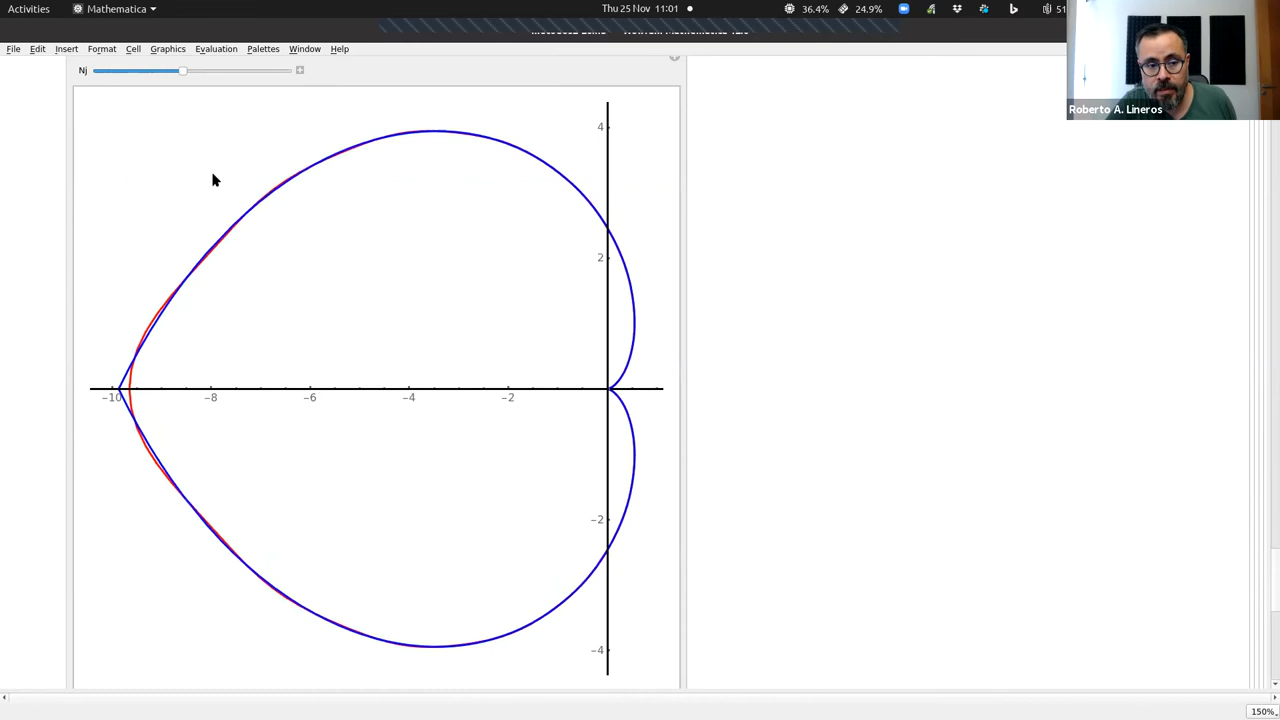 Activities Mathematica Thu 25 Nov 11:01 36.4% 24.9% 51
File Edit Insert Format Cell Graphics Evaluation Palettes Window Help
Nj
Roberto A. Lineros
4
2
−10 −8 −6 −4 −2
−2
−4
150%